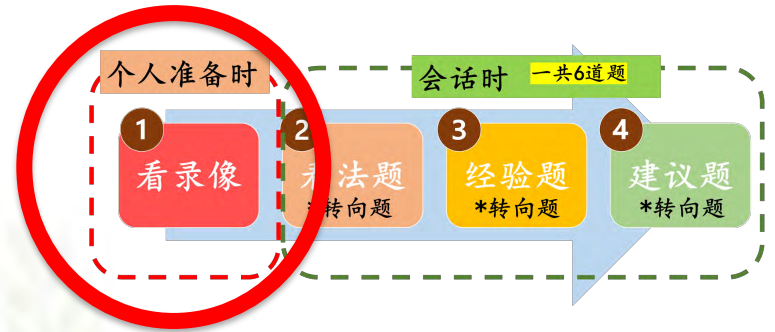 个人准备时
会话时 一共6道题
1
看录像
2
看法题
*转向题
3
经验题
*转向题
4
建议题
*转向题